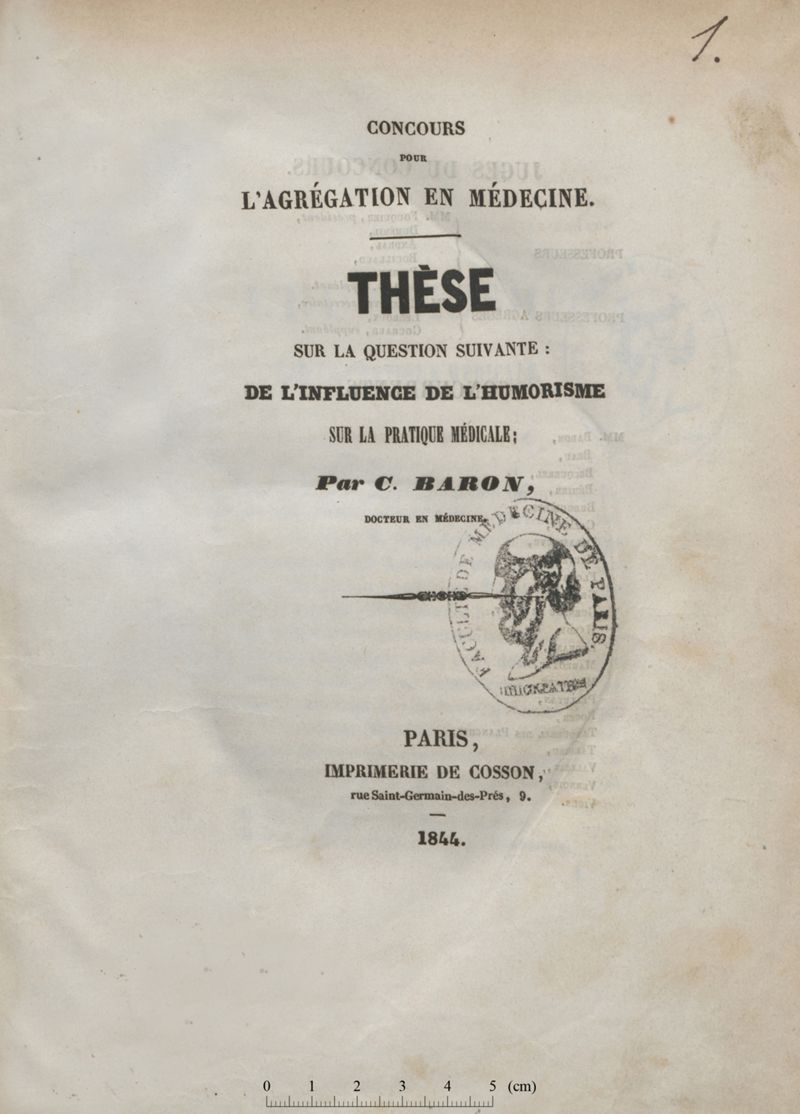 1.
CONCOURS
POUR
L'AGRÉGATION EN MÉDECINE.
THÈSE
SUR LA QUESTION SUIVANTE :
DE L'INFLUENCE DE L'HUMORISME
SUR LA PRATIQUE MÉDICALE;
Par C. BARON,
DOCTEUR EN MÉDECINE.
FACULTÉ DE MÉDECINE DE PARIS.
PARIS,
IMPRIMERIE DE COSSON,
rue Saint-Germain-des-Prés, 9.
1844.
0 1 2 3 4 5 (cm)